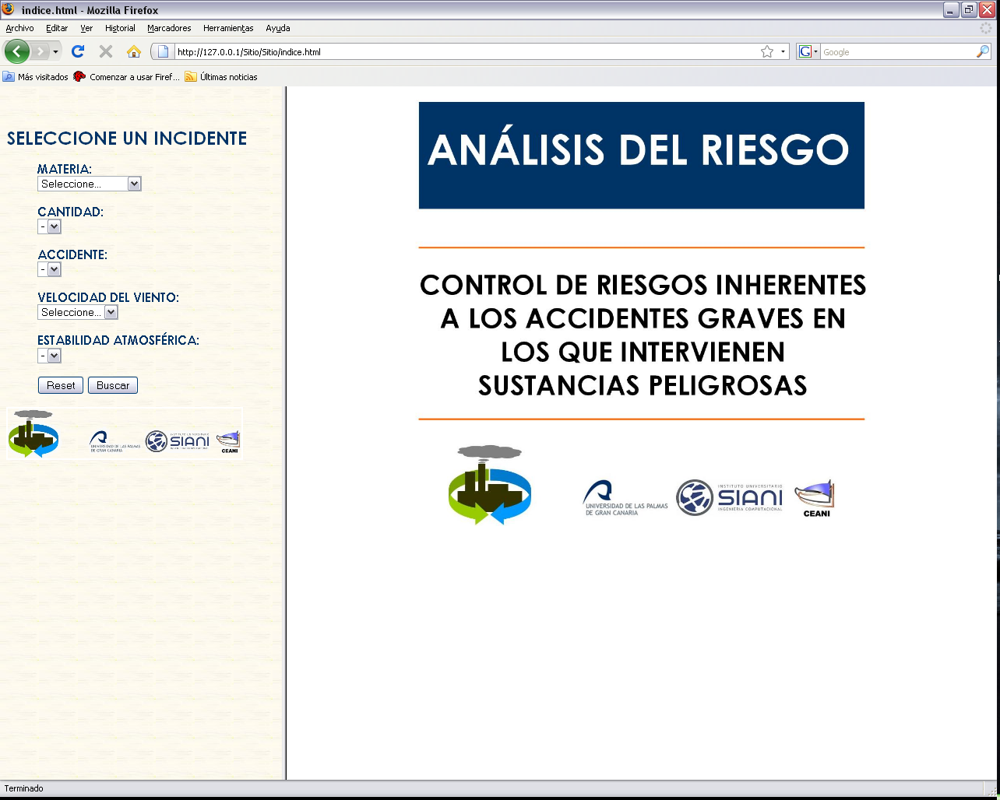 indice.html - Mozilla Firefox
Archivo Editar Ver Historial Marcadores Herramientas Ayuda
http://127.0.0.1/Sitio/Sitio/indice.html
G Google
Más visitados Comenzar a usar Firef... Últimas noticias
SELECCIONE UN INCIDENTE
MATERIA:
Seleccione...
CANTIDAD:
-
ACCIDENTE:
-
VELOCIDAD DEL VIENTO:
Seleccione...
ESTABILIDAD ATMOSFÉRICA:
-
Reset Buscar
UNIVERSIDAD DE LAS PALMAS
DE GRAN CANARIA
SIANI
CEANI
ANÁLISIS DEL RIESGO
CONTROL DE RIESGOS INHERENTES
A LOS ACCIDENTES GRAVES EN
LOS QUE INTERVIENEN
SUSTANCIAS PELIGROSAS
UNIVERSIDAD DE LAS PALMAS
DE GRAN CANARIA
INSTITUTO UNIVERSITARIO
SIANI
INGENIERÍA COMPUTACIONAL
CEANI
Terminado